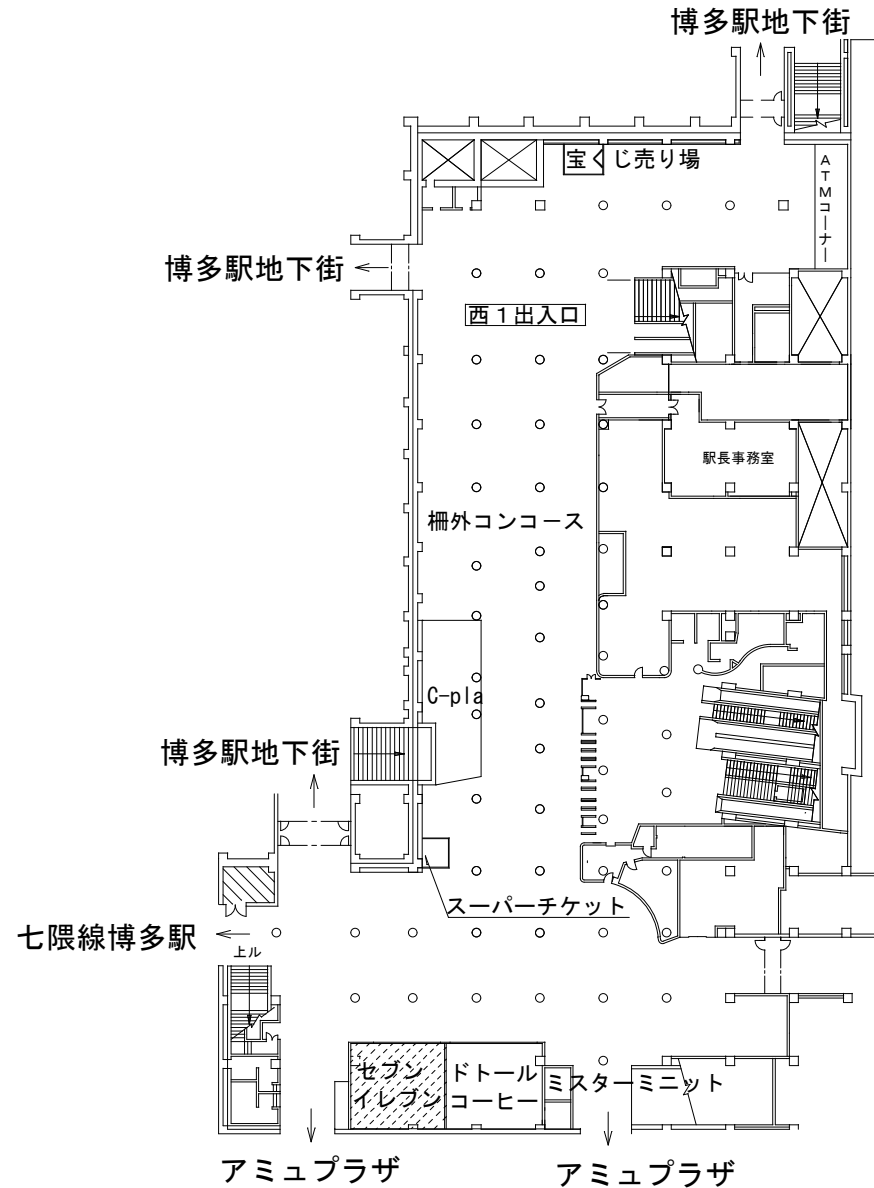 博多駅地下街
宝くじ売り場
ATMコーナー
博多駅地下街
西1出入口
駅長事務室
柵外コンコース
C-pla
博多駅地下街
スーパーチケット
七隈線博多駅
上ル
セブン
イレブン
ドトール
コーヒー
ミスターミニット
アミュプラザ
アミュプラザ